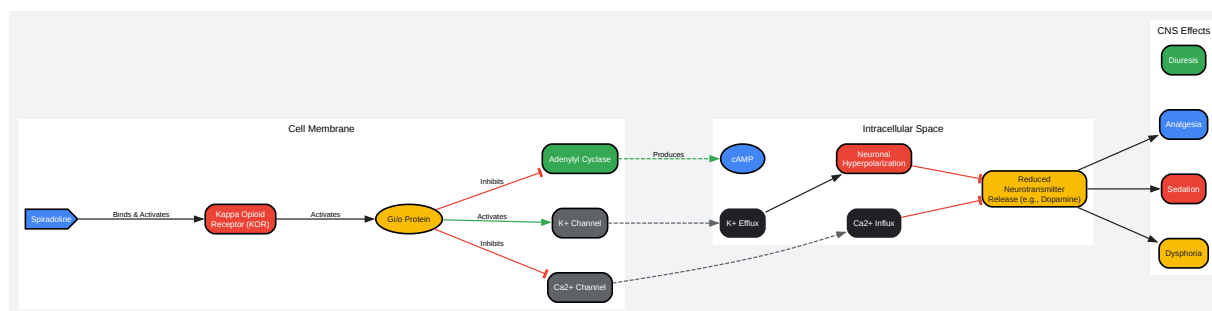 CNS Effects
Diuresis
Analgesia
Sedation
Dysphoria
Cell Membrane
Spiradoline
Binds & Activates
Kappa Opioid
Receptor (KOR)
Activates
Gi/o Protein
Inhibits
Activates
Inhibits
Adenylyl Cyclase
K+ Channel
Ca2+ Channel
Produces
Intracellular Space
cAMP
K+ Efflux
Neuronal
Hyperpolarization
Ca2+ Influx
Reduced
Neurotransmitter
Release (e.g., Dopamine)